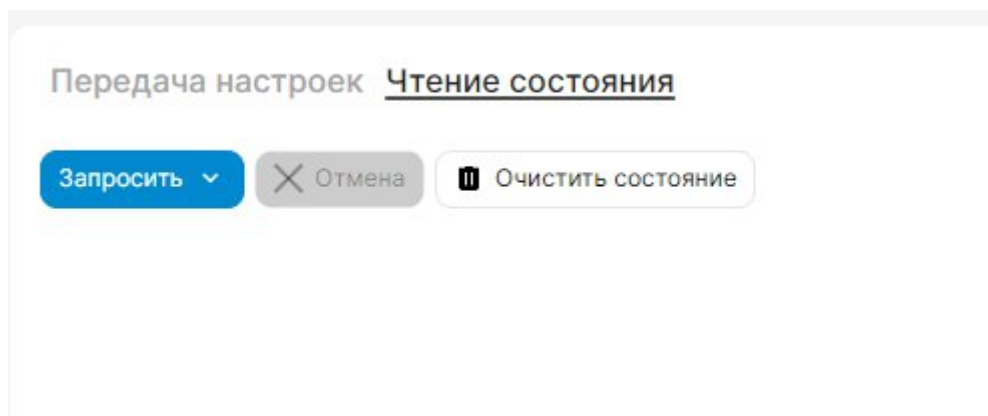 Передача настроек Чтение состояния
Запросить Отмена Очистить состояние